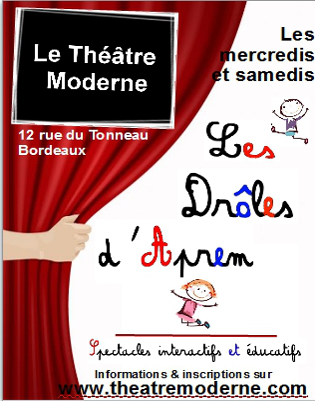 Le Théâtre
Moderne
Les
mercredis
et samedis
12 rue du Tonneau
Bordeaux
Les
Drôles
d'Aprem
Spectacles interactifs et éducatifs
Informations & inscriptions sur
www.theatremoderne.com